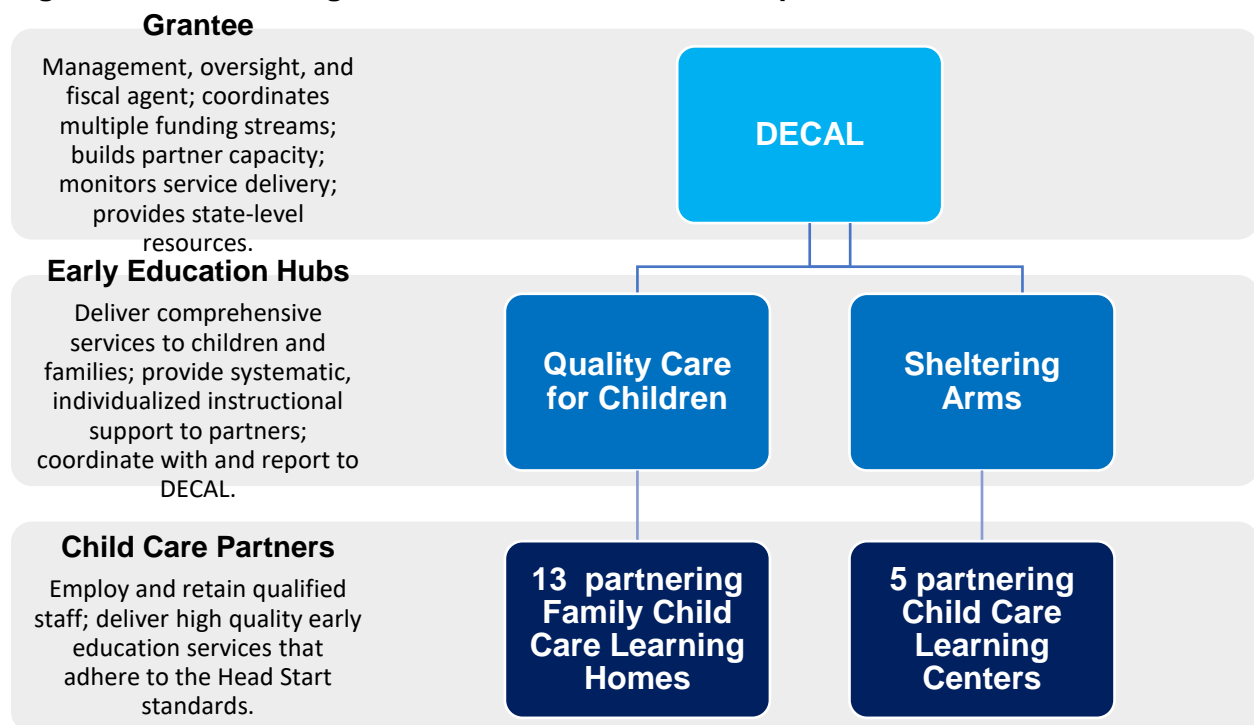 Grantee
Management, oversight, and
fiscal agent; coordinates
multiple funding streams;
builds partner capacity;
monitors service delivery;
provides state-level
resources.
DECAL
Early Education Hubs
Deliver comprehensive
services to children and
families; provide systematic,
individualized instructional
support to partners;
coordinate with and report to
DECAL.
Quality Care
for Children
Sheltering
Arms
Child Care Partners
Employ and retain qualified
staff; deliver high quality early
education services that
adhere to the Head Start
standards.
13 partnering
Family Child
Care Learning
Homes
5 partnering
Child Care
Learning
Centers